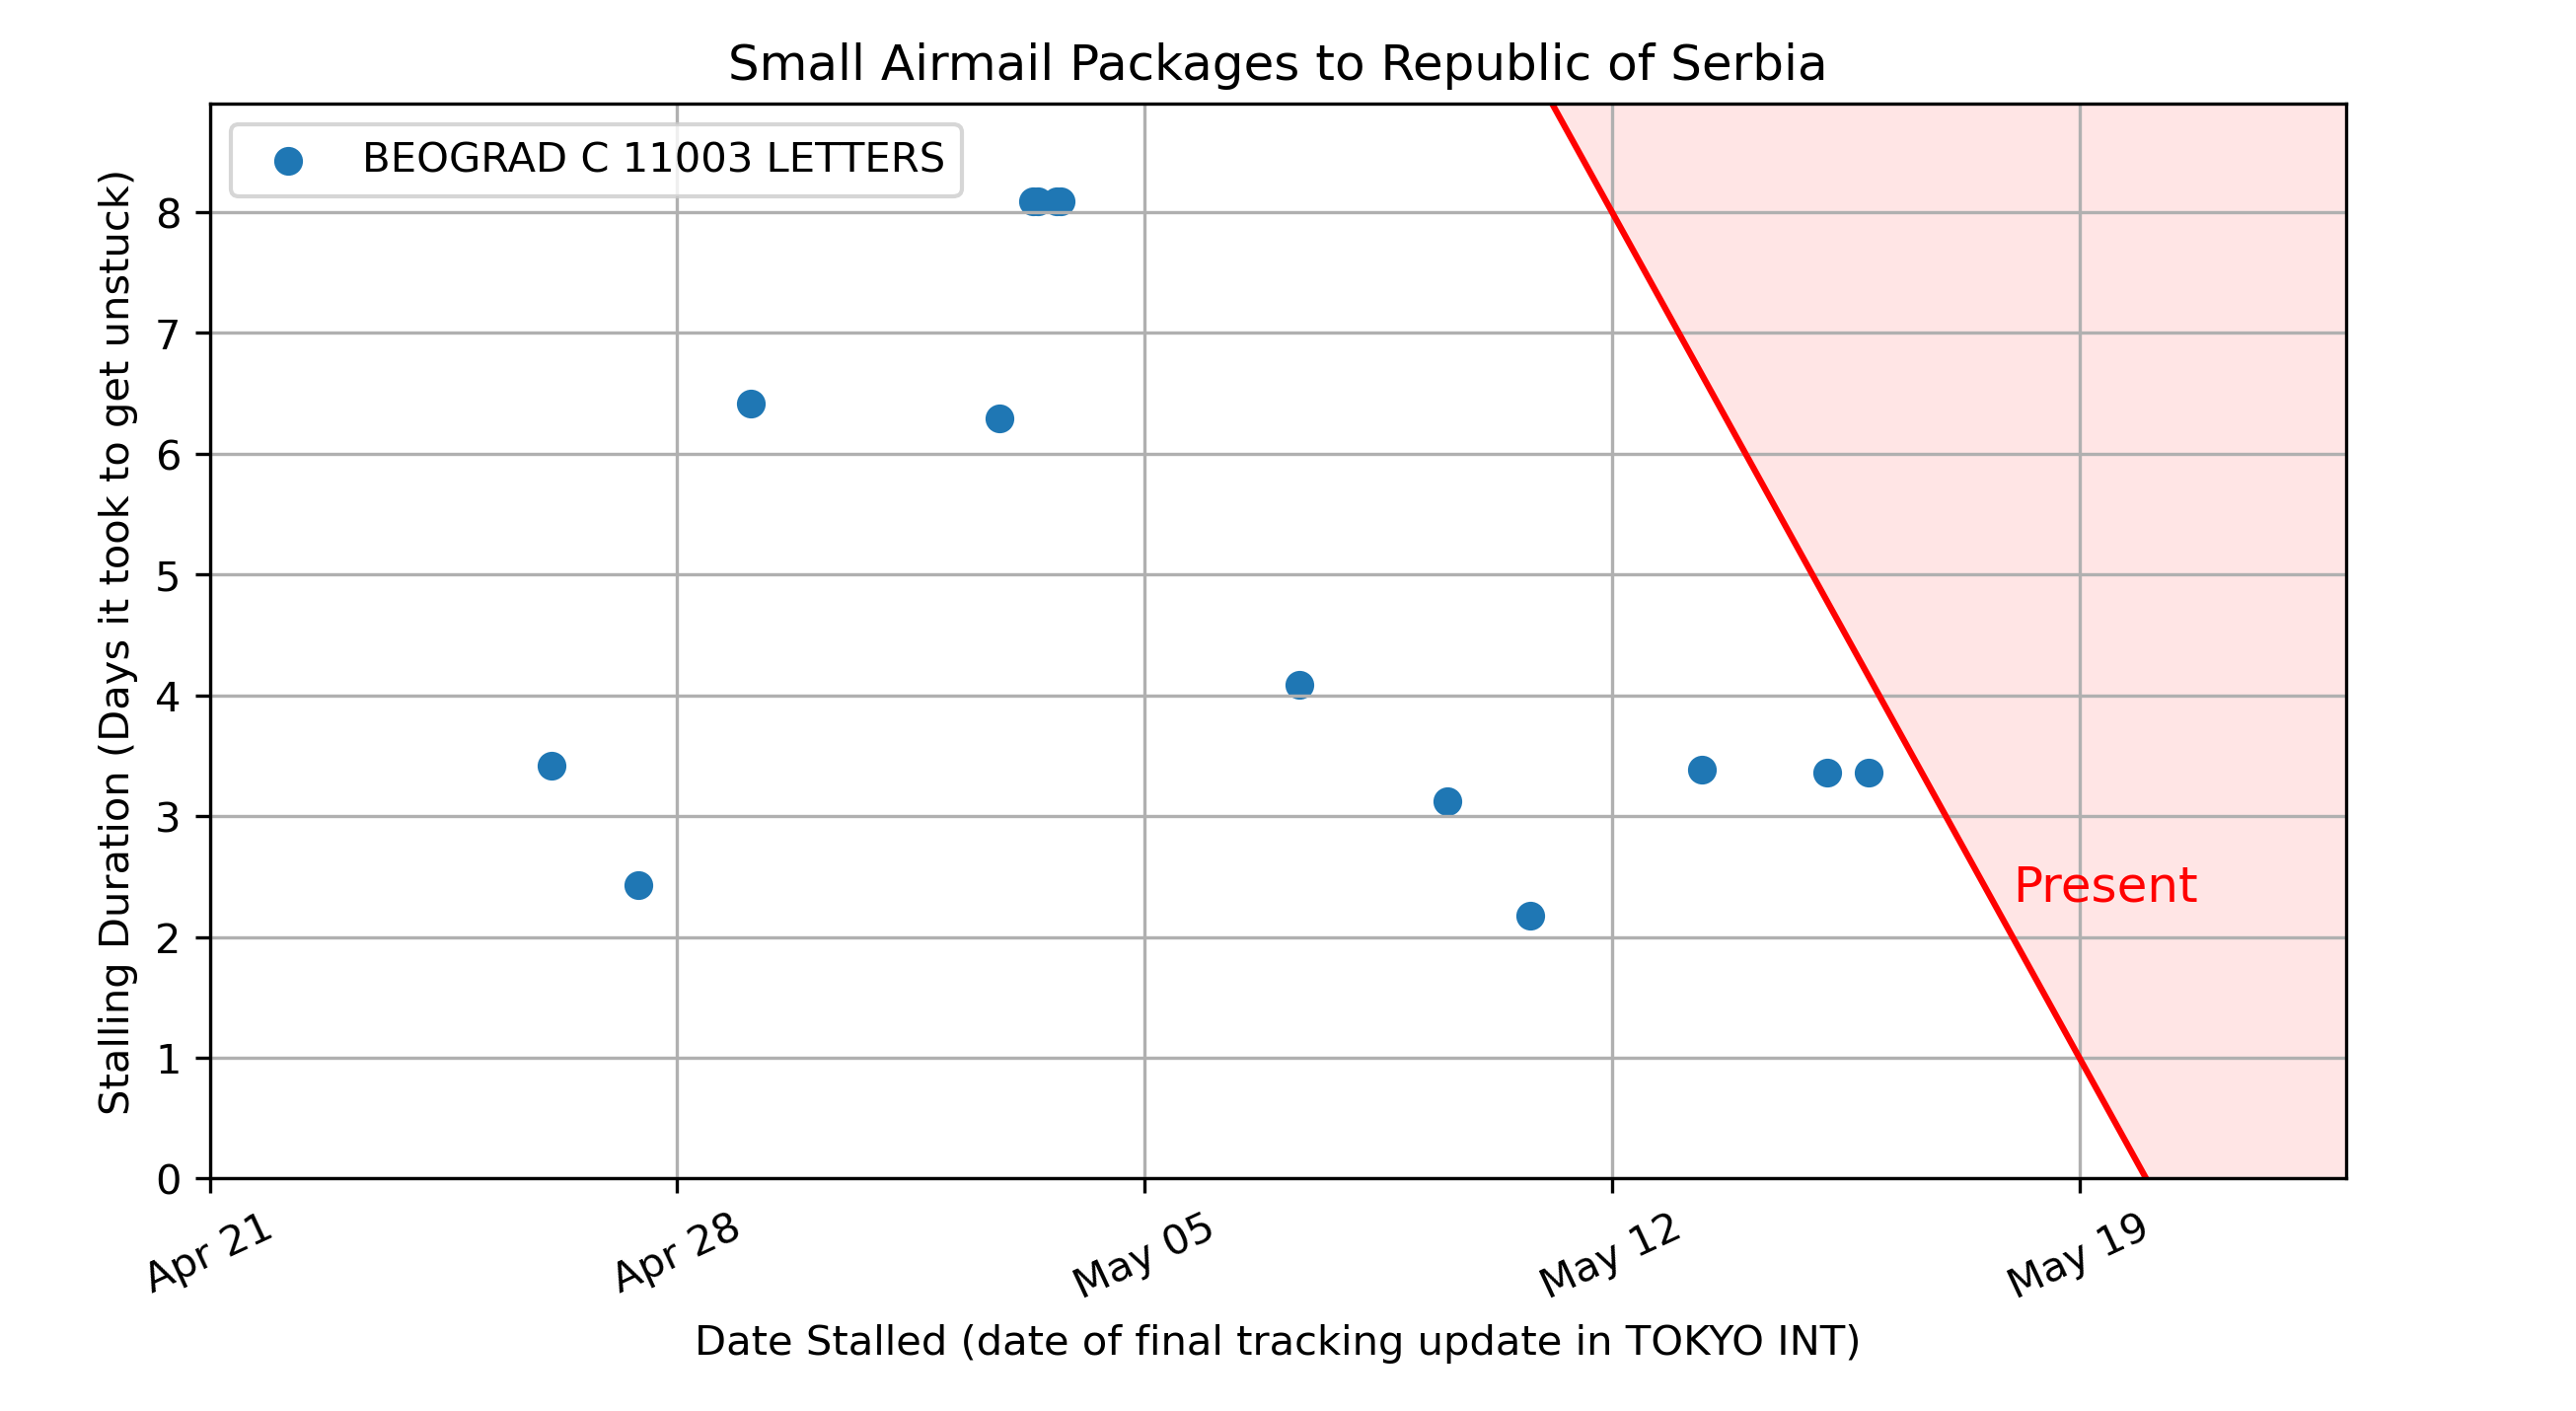 Small Airmail Packages to Republic of Serbia
BEOGRAD C 11003 LETTERS
Stalling Duration (Days it took to get unstuck)
8
7
6
5
4
3
2
1
0
Present
Apr 21
Apr 28
May 05
May 12
May 19
Date Stalled (date of final tracking update in TOKYO INT)